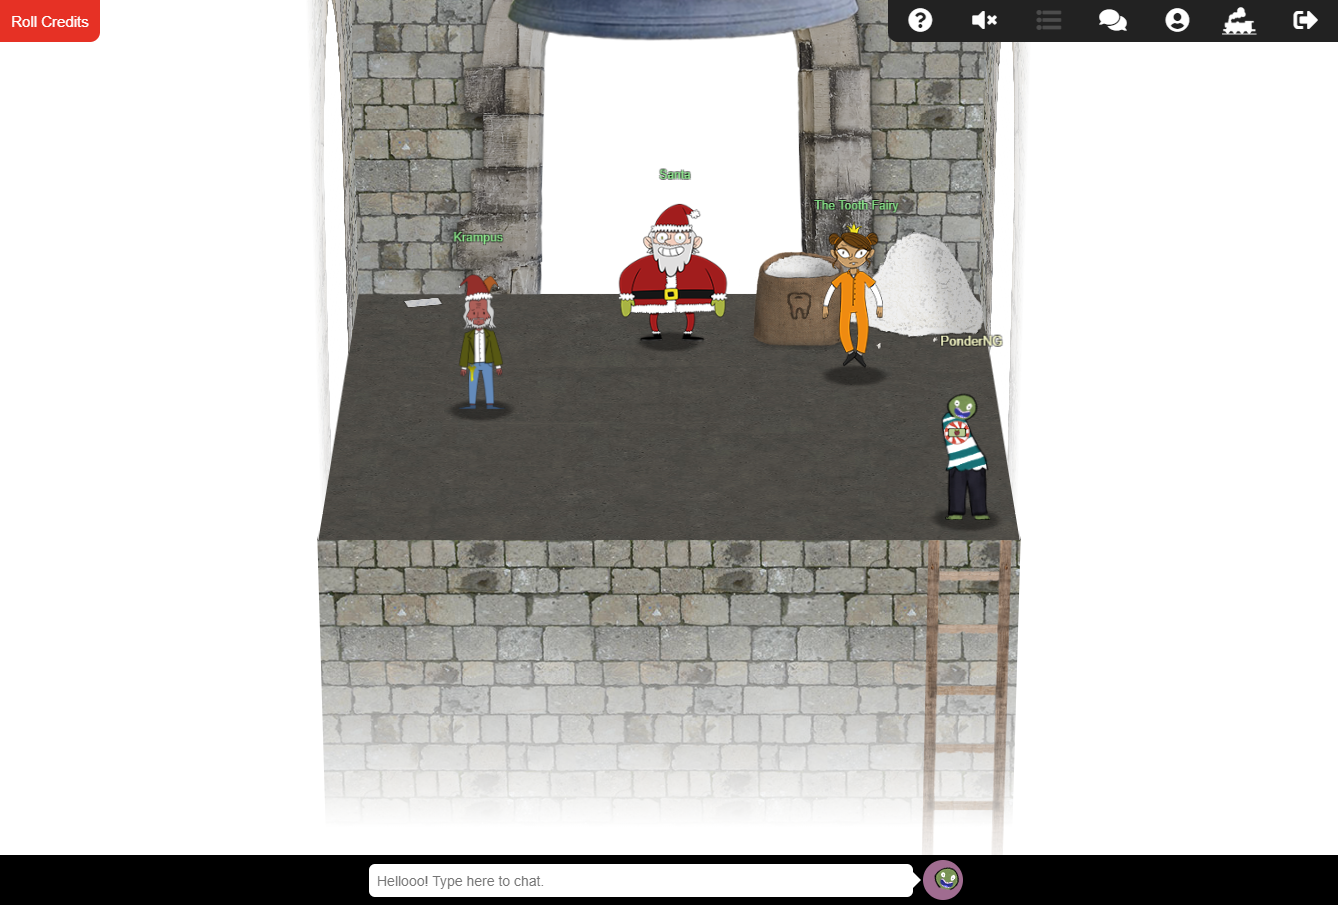 Roll Credits
Santa
The Tooth Fairy
Krampus
PonderNG
Hellooo! Type here to chat.